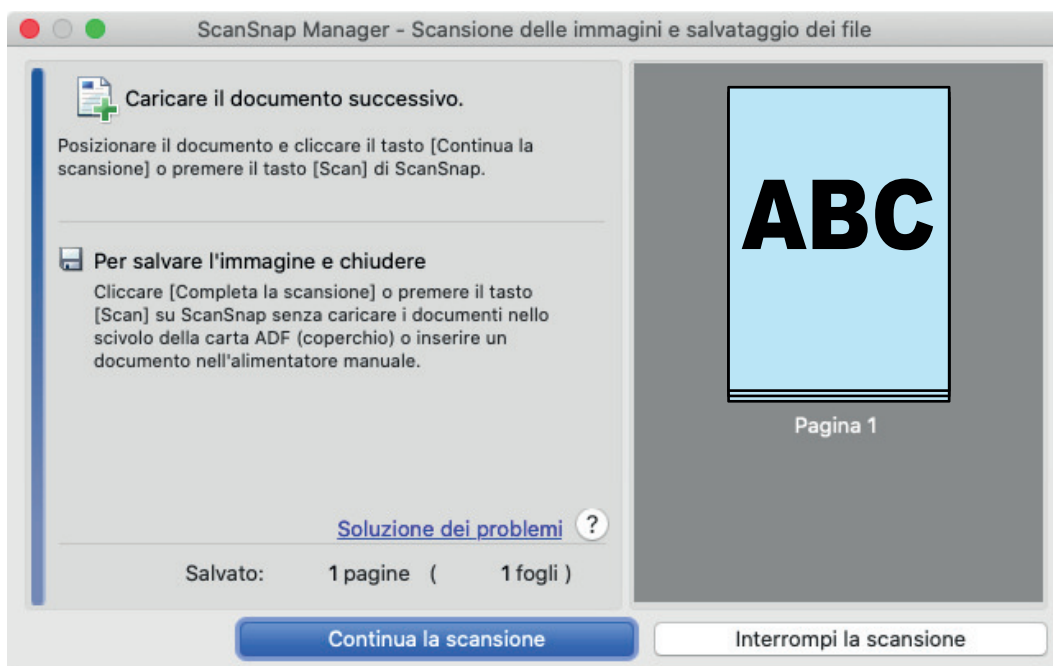 ScanSnap Manager - Scansione delle immagini e salvataggio dei file
Caricare il documento successivo.
Posizionare il documento e cliccare il tasto [Continua la
scansione] o premere il tasto [Scan] di ScanSnap.
Per salvare l'immagine e chiudere
Cliccare [Completa la scansione] o premere il tasto
[Scan] su ScanSnap senza caricare i documenti nello
scivolo della carta ADF (coperchio) o inserire un
documento nell'alimentatore manuale.
Soluzione dei problemi ?
Salvato: 1 pagine ( 1 fogli )
ABC
Pagina 1
Continua la scansione
Interrompi la scansione